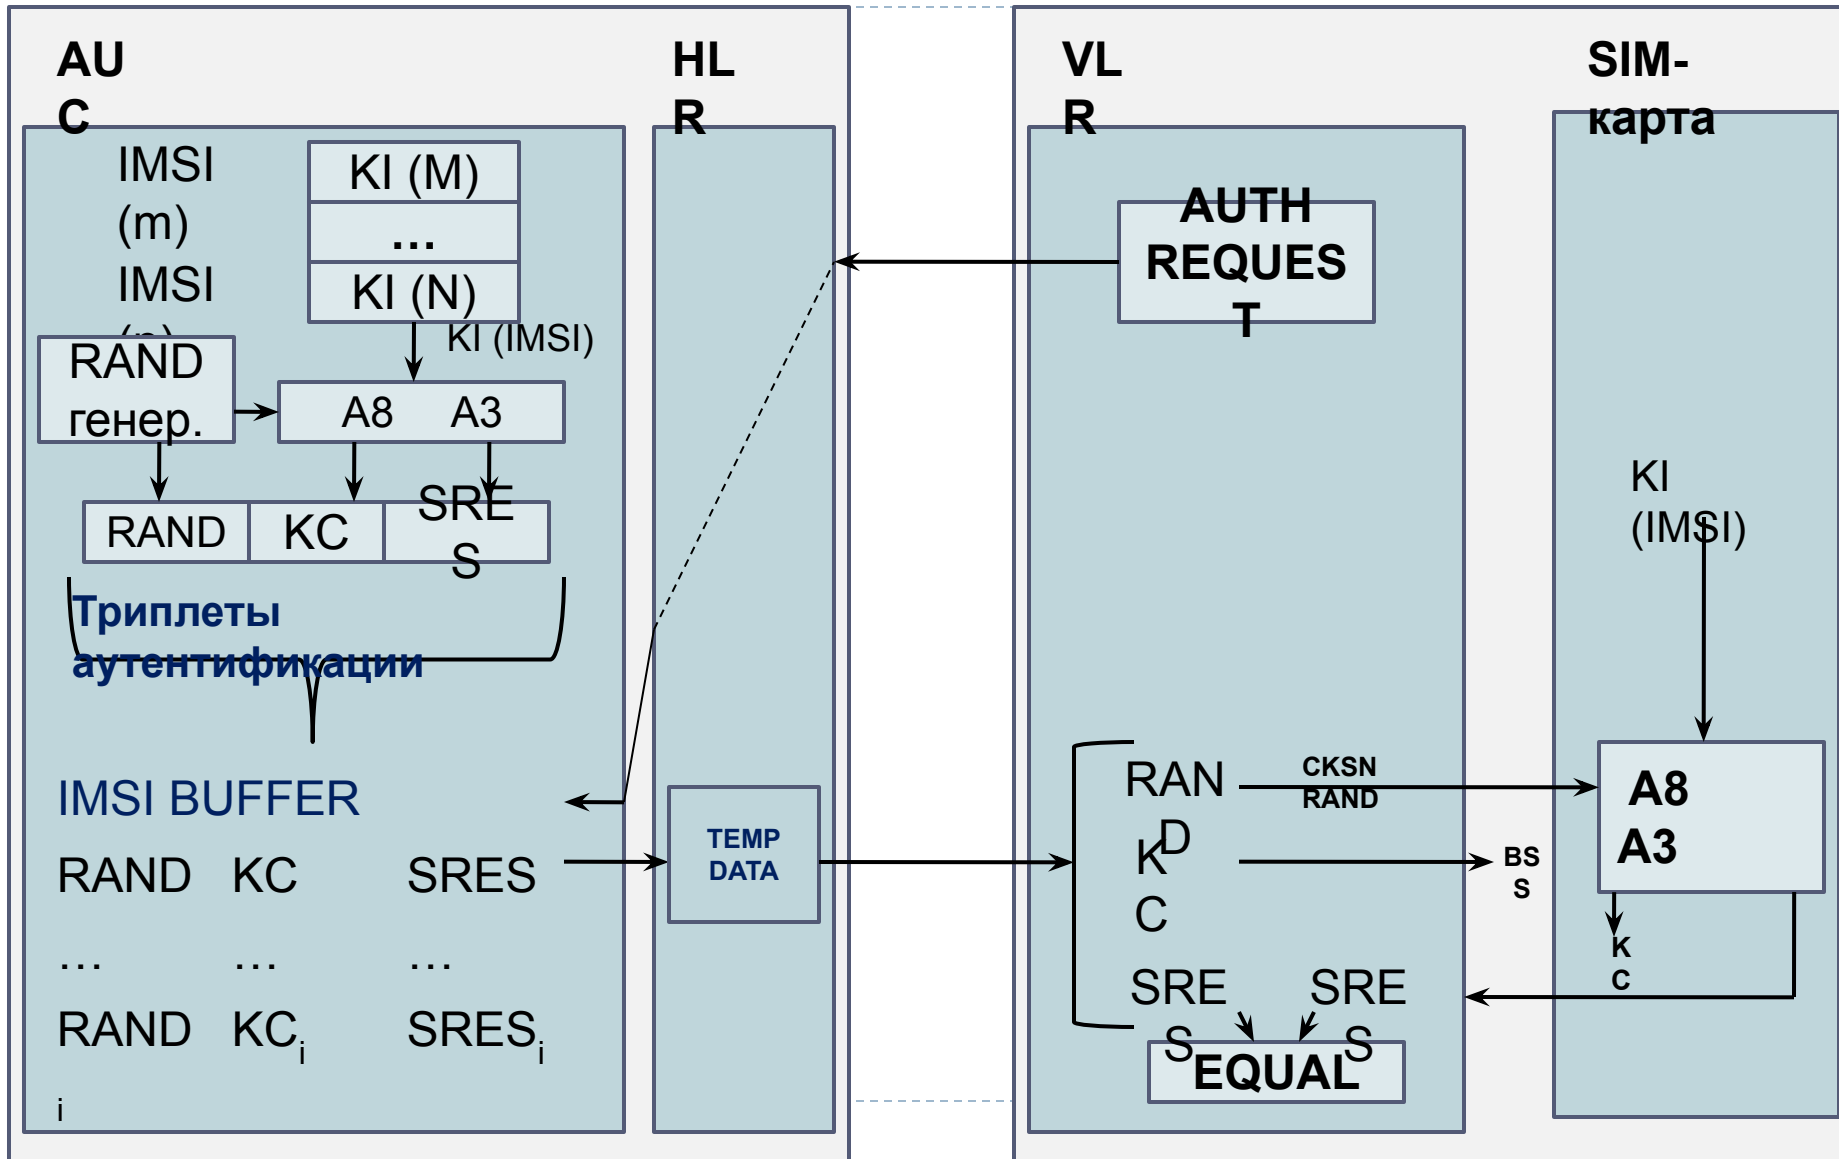 AU
C
HL
R
VL
R
SIM-
карта
IMSI
(m)
IMSI
(n)
KI (M)
...
KI (N)
KI (IMSI)
RAND
генер.
A8 A3
RAND KC SRE
S
Триплеты
аутентификации
IMSI BUFFER
RAND KC SRES
... ... ...
RAND KCi SRESi
i
TEMP
DATA
AUTH
REQUES
T
RAN
D
K
C
SRE
S
SRE
S
EQUAL
CKSN
RAND
BS
S
KI
(IMSI)
A8
A3
K
C